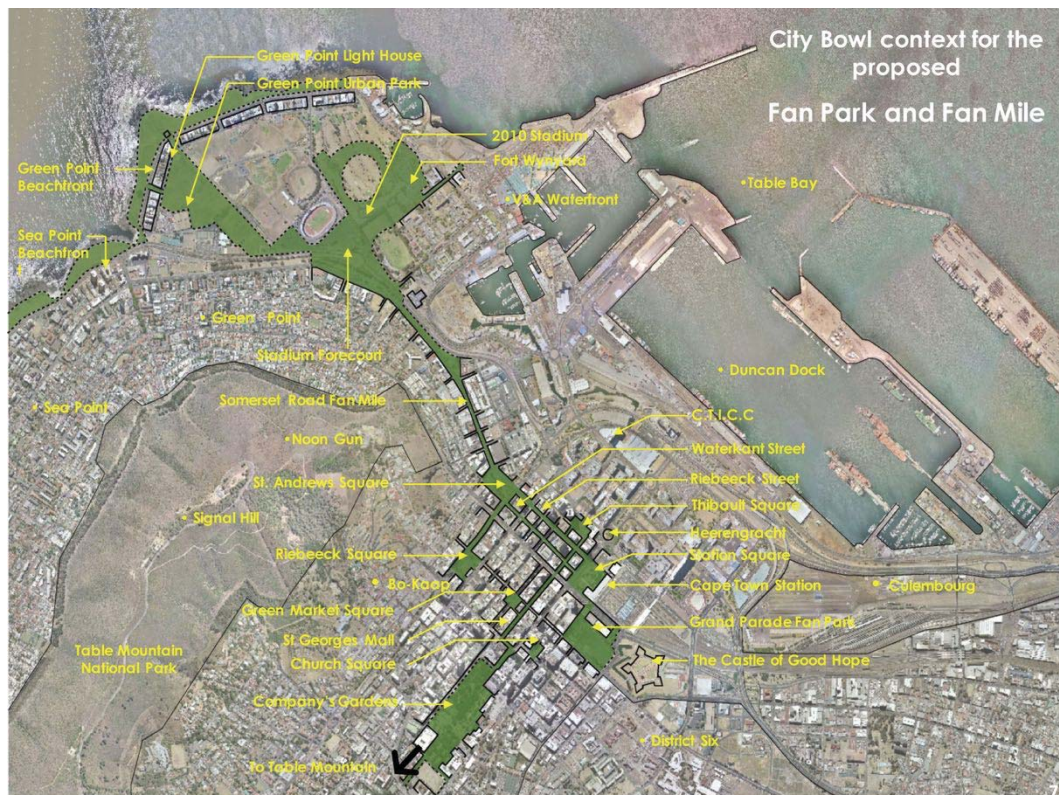 City Bowl context for the
proposed
Fan Park and Fan Mile
Green Point Light House
Green Point Urban Park
2010 Stadium
Fort Wynyard
Green Point
Beachfront
V&A Waterfront
Table Bay
Sea Point
Beachfron
Green Point
Stadium Forecourt
Duncan Dock
Somerset Road Fan Mile
Sea Point
C.T.I.C.C
Noon Gun
Waterkant Street
St. Andrews Square
Riebeeck Street
Thibault Square
Signal Hill
Heerengracht
Riebeeck Square
Station Square
Bo-Kaap
Cape Town Station
Culembourg
Green Market Square
Grand Parade Fan Park
St Georges Mall
Church Square
Table Mountain
National Park
The Castle of Good Hope
Company's Gardens
District Six
To Table Mountain